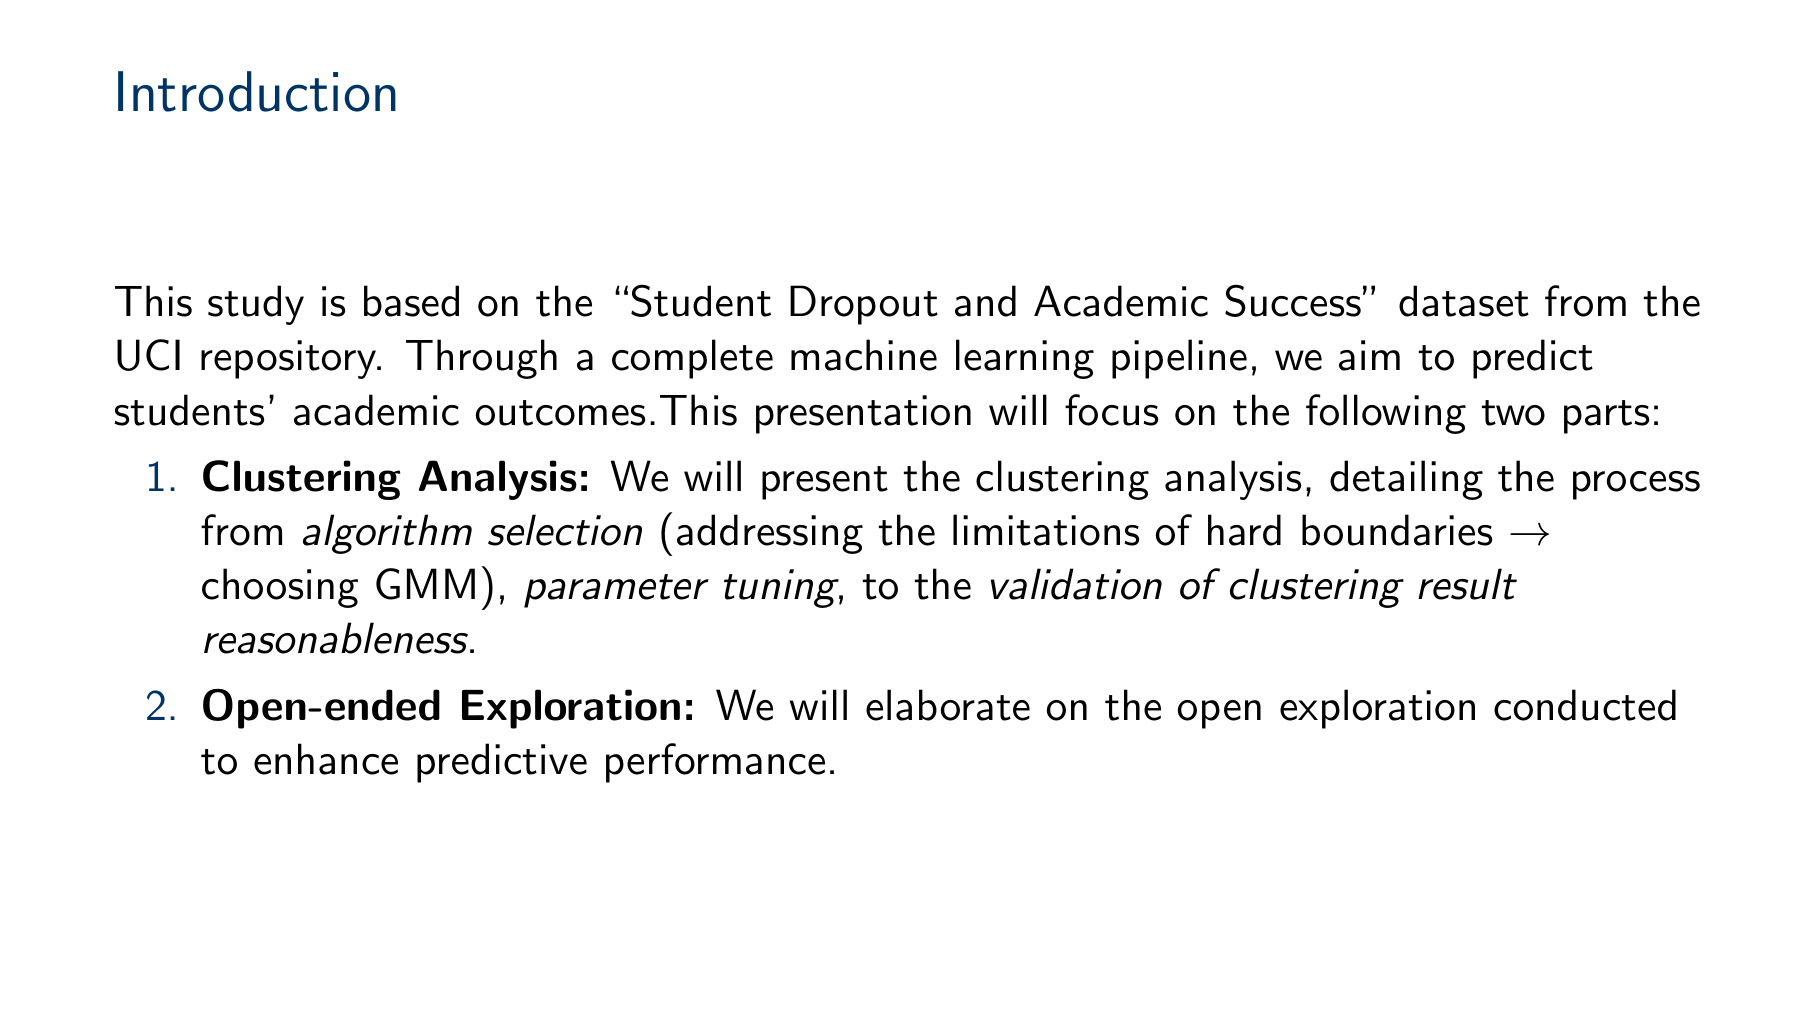 Introduction
This study is based on the “Student Dropout and Academic Success” dataset from the
UCI repository. Through a complete machine learning pipeline, we aim to predict
students’ academic outcomes.This presentation will focus on the following two parts:
1. Clustering Analysis: We will present the clustering analysis, detailing the process
from algorithm selection (addressing the limitations of hard boundaries →
choosing GMM), parameter tuning, to the validation of clustering result
reasonableness.
2. Open-ended Exploration: We will elaborate on the open exploration conducted
to enhance predictive performance.